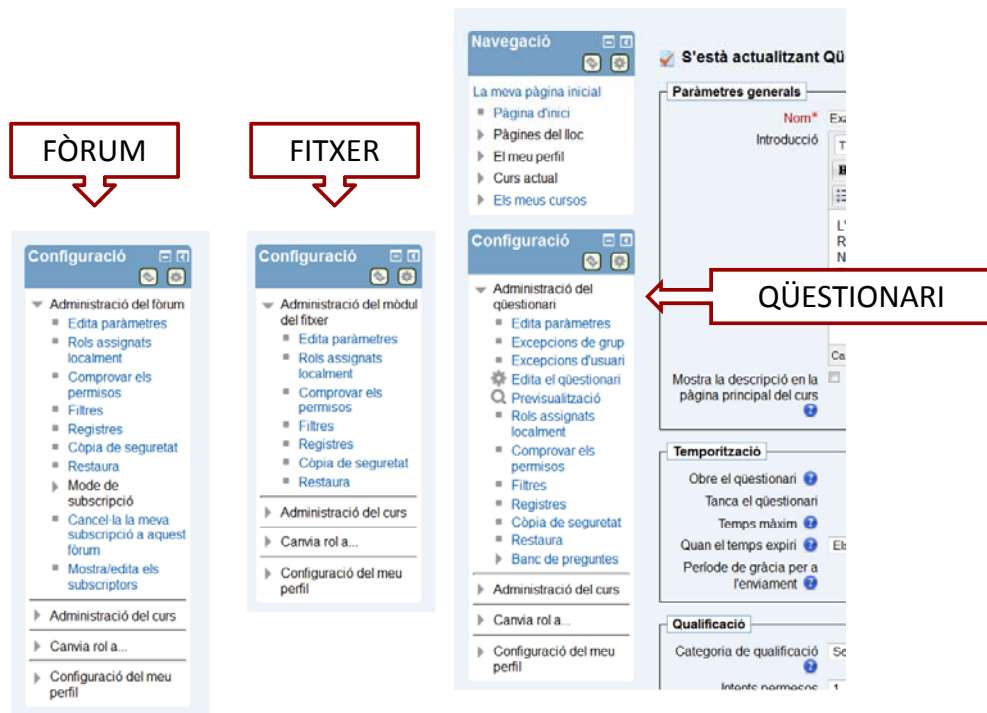 FÒRUM
Configuració
Administració del fòrum
Edita paràmetres
Rols assignats
localment
Comprovar els
permisos
Filtres
Registres
Còpia de seguretat
Restaura
Mode de
subscripció
Cancel·la la meva
subscripció a aquest
fòrum
Mostra/edita els
subscriptors
Administració del curs
Canvia rol a...
Configuració del meu
perfil
FITXER
Configuració
Administració del mòdul
del fitxer
Edita paràmetres
Rols assignats
localment
Comprovar els
permisos
Filtres
Registres
Còpia de seguretat
Restaura
Administració del curs
Canvia rol a...
Configuració del meu
perfil
Navegació
La meva pàgina inicial
Pàgina d'inici
Pàgines del lloc
El meu perfil
Curs actual
Els meus cursos
Configuració
Administració del
qüestionari
Edita paràmetres
Excepcions de grup
Excepcions d'usuari
Edita el qüestionari
Previsualització
Rols assignats
localment
Comprovar els
permisos
Filtres
Registres
Còpia de seguretat
Restaura
Banc de preguntes
Administració del curs
Canvia rol a...
Configuració del meu
perfil
QÜESTIONARI
S'està actualitzant Qü
Paràmetres generals
Nom*
Introducció
L'
R
N
Mostra la descripció en la
pàgina principal del curs
Temporització
Obre el qüestionari
Tanca el qüestionari
Temps màxim
Quan el temps expiri
Període de gràcia per a
l'enviament
Qualificació
Categoria de qualificació
Intents permesos 1